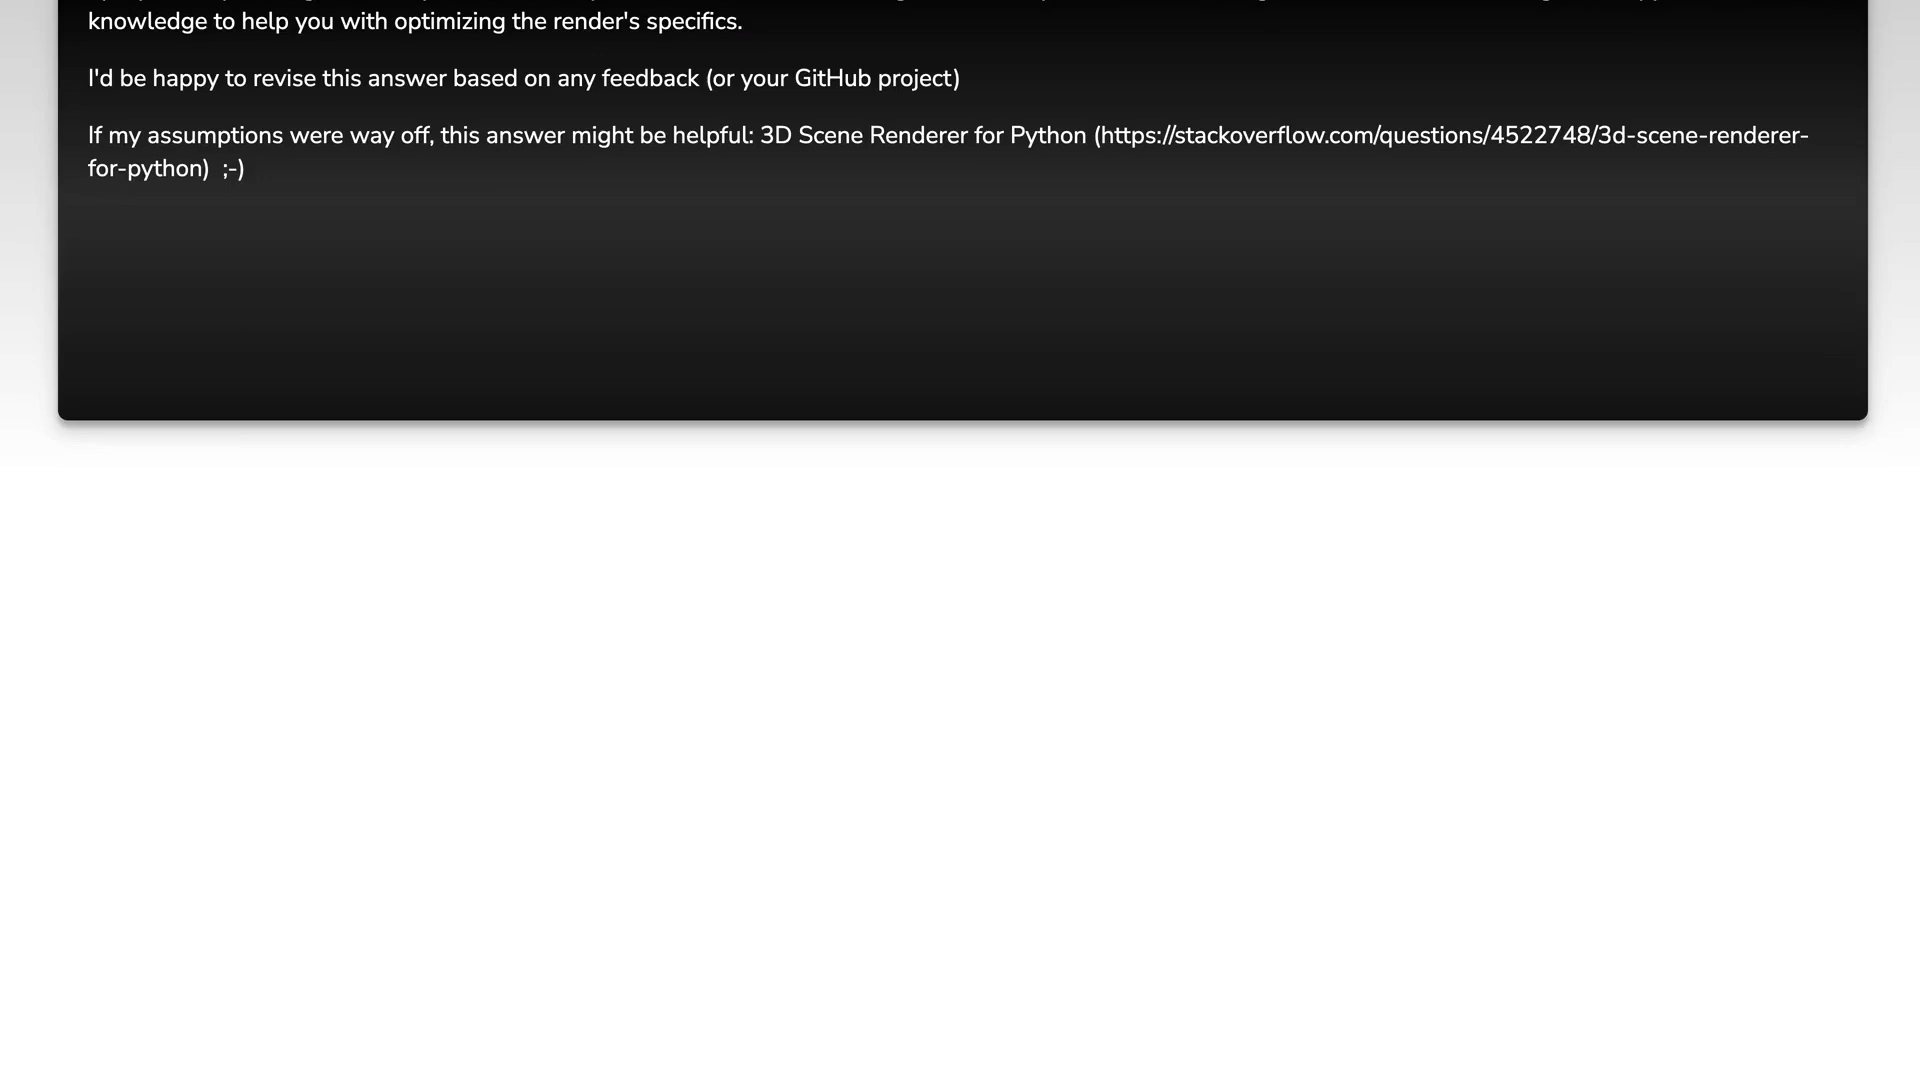 knowledge to help you with optimizing the render's specifics.
I'd be happy to revise this answer based on any feedback (or your GitHub project)
If my assumptions were way off, this answer might be helpful: 3D Scene Renderer for Python (https://stackoverflow.com/questions/4522748/3d-scene-renderer-
for-python)  ;-)